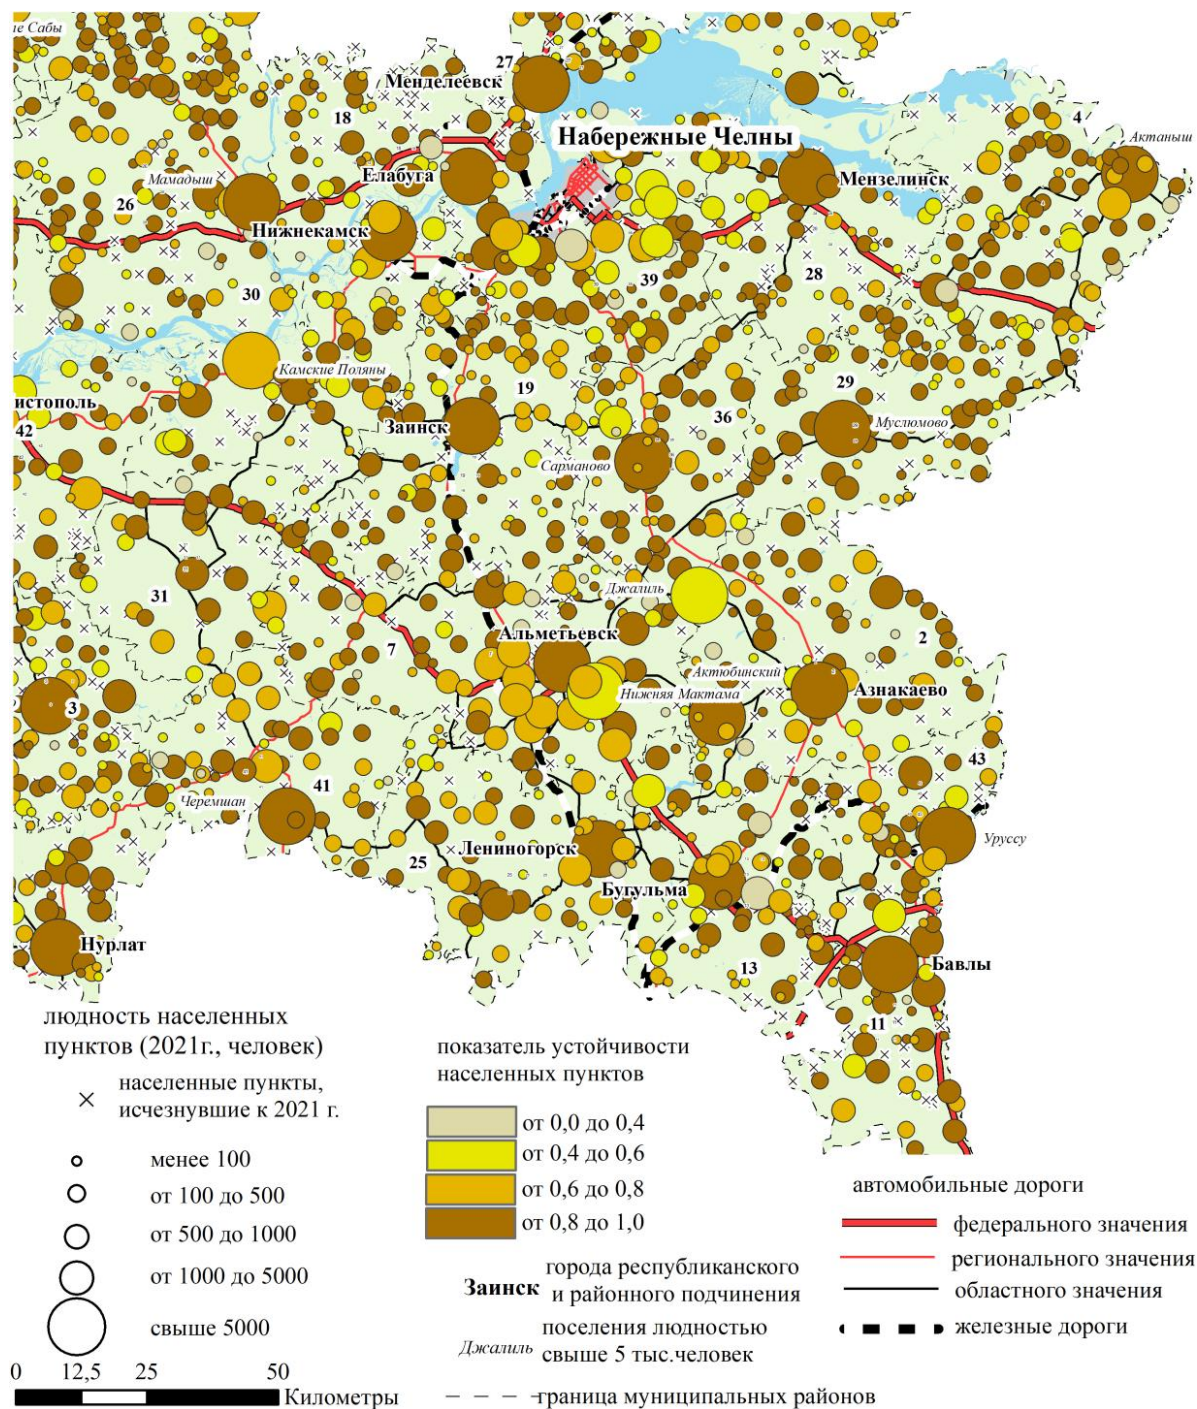 ие Сабы
27
Менделеевск
18
Набережные Челны
4
Актаныш
Мамадыш
Елабуга
Мензелинск
26
Нижнекамск
30
39
28
Камские Поляны
19
29
истополь
36
42
Заинск
Муслюмово
Сарманово
31
Джалиль
Альметьевск
7
2
Актюбинский
Азнакаево
Нижняя Мактама
3
43
41
Черемшан
Лениногорск
Уруссу
25
Бугульма
Нурлат
13
Бавлы
11
людность населенных
пунктов (2021г., человек)
населенные пункты,
исчезнувшие к 2021 г.
менее 100
от 100 до 500
от 500 до 1000
от 1000 до 5000
свыше 5000
0 12,5 25 50
Километры
показатель устойчивости
населенных пунктов
от 0,0 до 0,4
от 0,4 до 0,6
от 0,6 до 0,8
от 0,8 до 1,0
Заинск
города республиканского
и районного подчинения
Джалиль
поселения людностью
свыше 5 тыс.человек
граница муниципальных районов
автомобильные дороги
федерального значения
регионального значения
областного значения
железные дороги